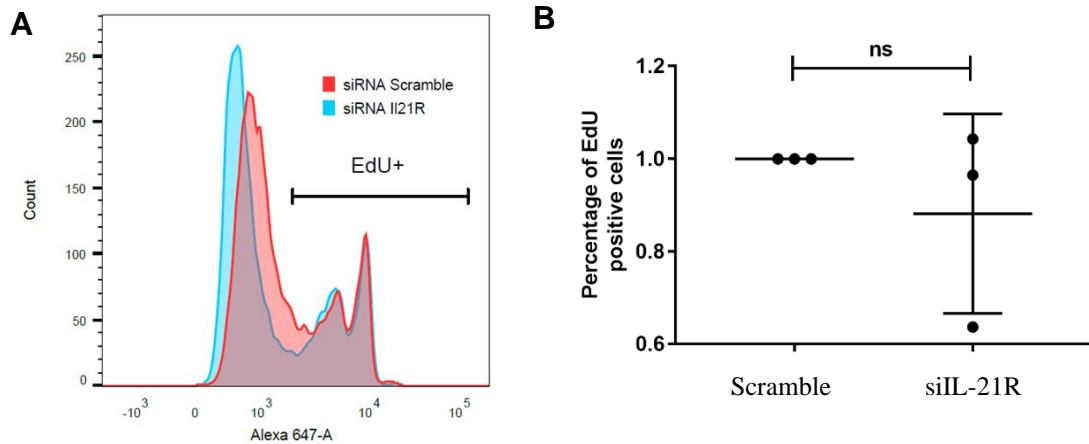 A
250
200
150
100
50
0
Count
siRNA Scramble
siRNA Il21R
EdU+
-10^3
0
10^3
10^4
10^5
Alexa 647-A
B
ns
1.2
1.0
0.8
0.6
Percentage of EdU
positive cells
Scramble
siIL-21R